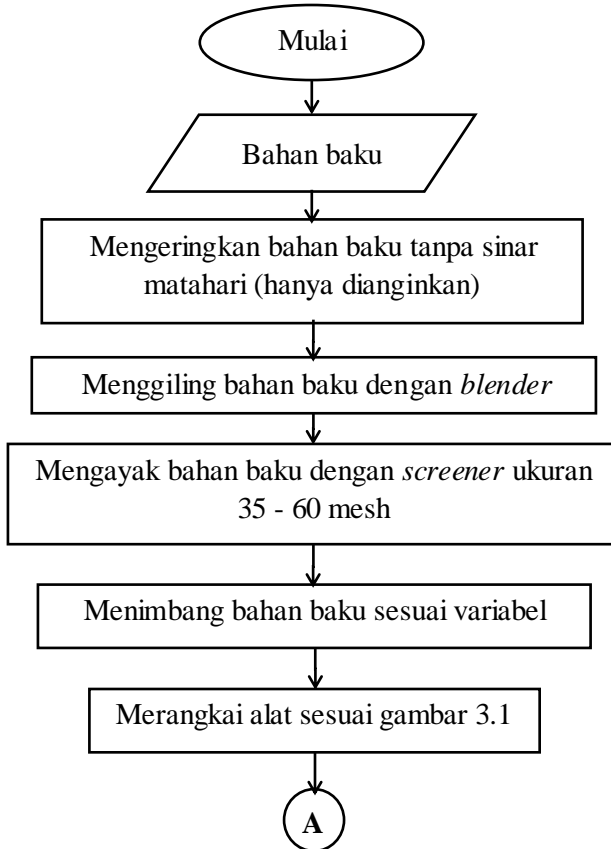 Mulai
Bahan baku
Mengeringkan bahan baku tanpa sinar
matahari (hanya dianginkan)
Menggiling bahan baku dengan blender
Mengayak bahan baku dengan screener ukuran
35 - 60 mesh
Menimbang bahan baku sesuai variabel
Merangkai alat sesuai gambar 3.1
A